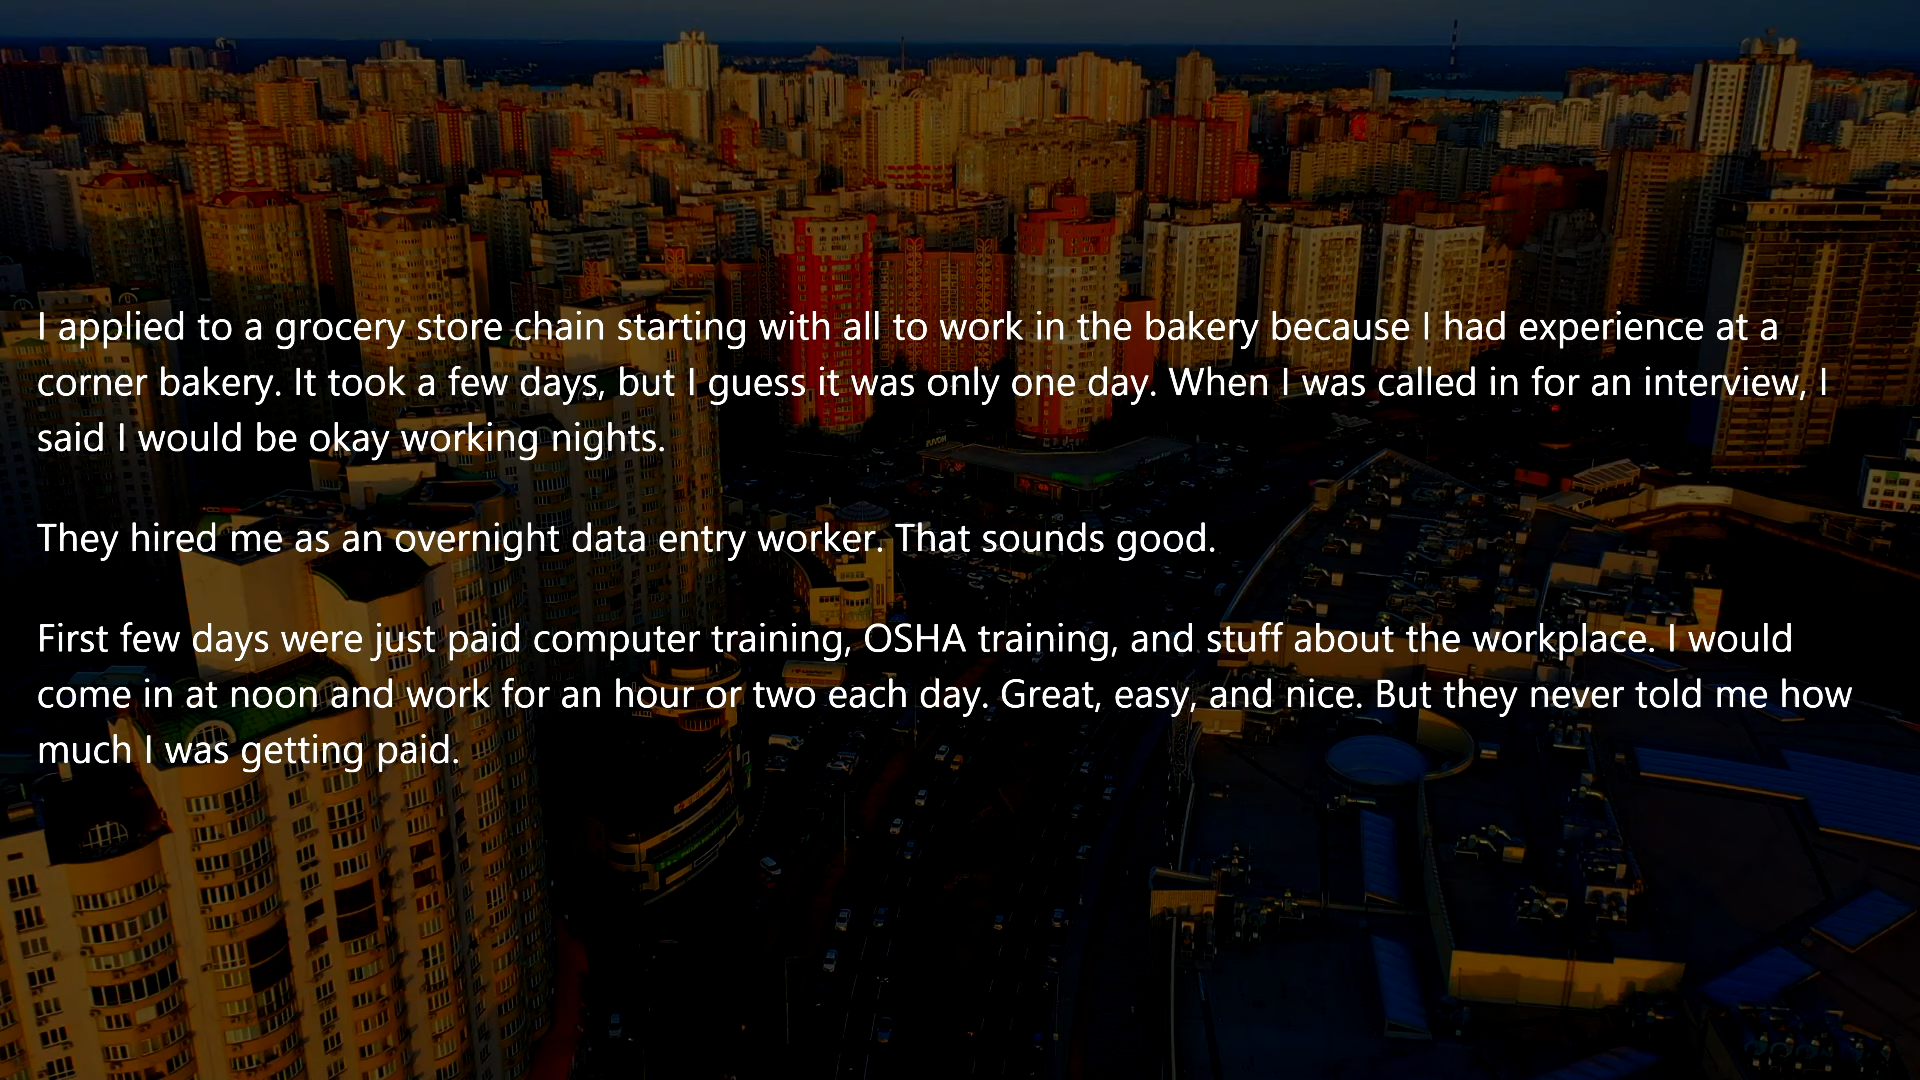 I applied to a grocery store chain starting with all to work in the bakery because I had experience at a
corner bakery. It took a few days, but I guess it was only one day. When I was called in for an interview, I
said I would be okay working nights.
They hired me as an overnight data entry worker. That sounds good.
First few days were just paid computer training, OSHA training, and stuff about the workplace. I would
come in at noon and work for an hour or two each day. Great, easy, and nice. But they never told me how
much I was getting paid.